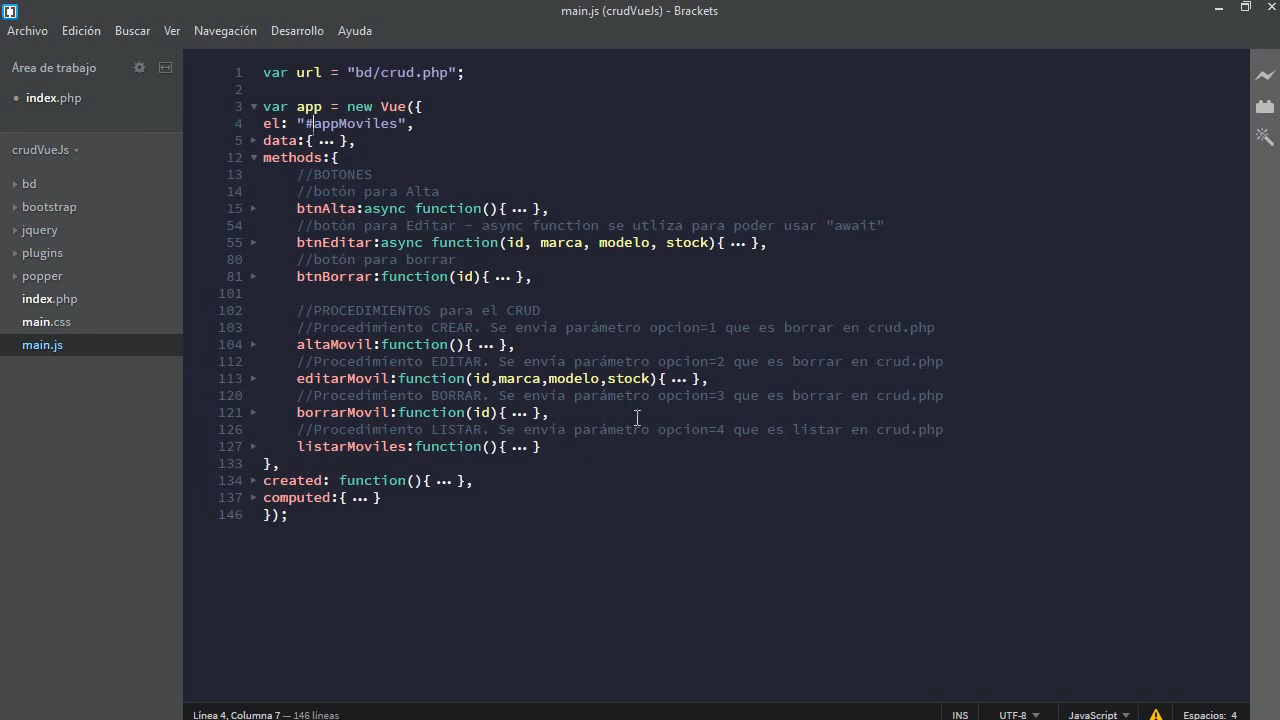 main.js (crudVueJs) - Brackets
Archivo Edición Buscar Ver Navegación Desarrollo Ayuda
Área de trabajo
index.php
crudVueJs
bd
bootstrap
jquery
plugins
popper
index.php
main.css
main.js
1 var url = "bd/crud.php";
2
3 var app = new Vue({
4 el: "#appMoviles",
5 data:{ ... },
12 methods:{
13 //BOTONES
14 //botón para Alta
15 btnAlta:async function(){ ... },
54 //botón para Editar - async function se utliza para poder usar "await"
55 btnEditar:async function(id, marca, modelo, stock){ ... },
80 //botón para borrar
81 btnBorrar:function(id){ ... },
101
102 //PROCEDIMIENTOS para el CRUD
103 //Procedimiento CREAR. Se envía parámetro opcion=1 que es borrar en crud.php
104 altaMovil:function(){ ... },
112 //Procedimiento EDITAR. Se envía parámetro opcion=2 que es borrar en crud.php
113 editarMovil:function(id,marca,modelo,stock){ ... },
120 //Procedimiento BORRAR. Se envía parámetro opcion=3 que es borrar en crud.php
121 borrarMovil:function(id){ ... },
126 //Procedimiento LISTAR. Se envía parámetro opcion=4 que es listar en crud.php
127 listarMoviles:function(){ ... }
133 },
134 created: function(){ ... },
137 computed:{ ... }
146 });
Línea 4, Columna 7 — 146 líneas INS UTF-8 JavaScript Espacios: 4